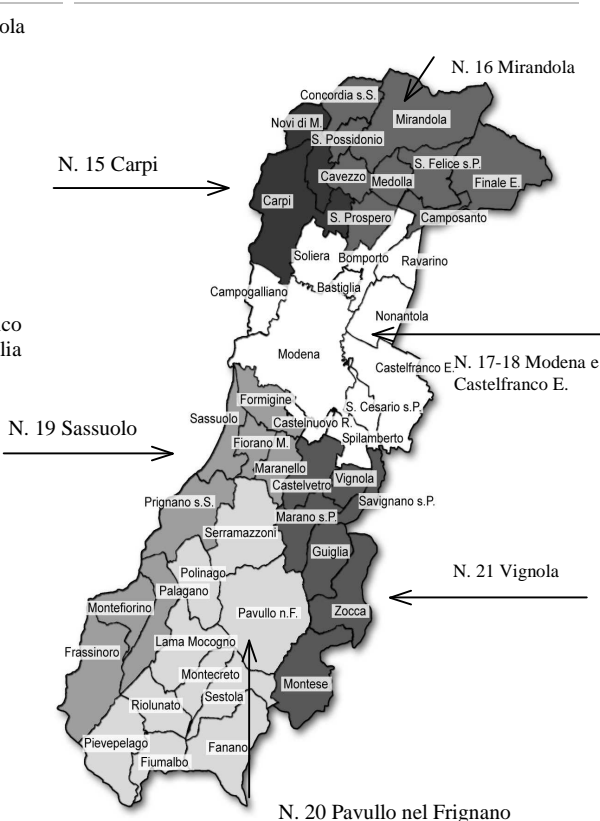 ola
N. 16 Mirandola
Concordia s.S.
Mirandola
Novi di M.
S. Possidonio
N. 15 Carpi
S. Felice s.P.
Cavezzo
Medolla
Finale E.
Carpi
S. Prospero
Camposanto
Soliera
Bomporto
Ravarino
Bastiglia
Campogalliano
Nonantola
ico
lia
Modena
Castelfranco E.
N. 17-18 Modena e
Castelfranco E.
Formigine
S. Cesario s.P.
Sassuolo
Castelnuovo R.
N. 19 Sassuolo
Fiorano M.
Spilamberto
Maranello
Castelvetro
Vignola
Prignano s.S.
Savignano s.P.
Marano s.P.
Serramazzoni
Guiglia
Polinago
N. 21 Vignola
Palagano
Montefiorino
Pavullo n.F.
Zocca
Lama Mocogno
Frassinoro
Montecreto
Montese
Sestola
Riolunato
Pievepelago
Fanano
Fiumalbo
N. 20 Pavullo nel Frignano